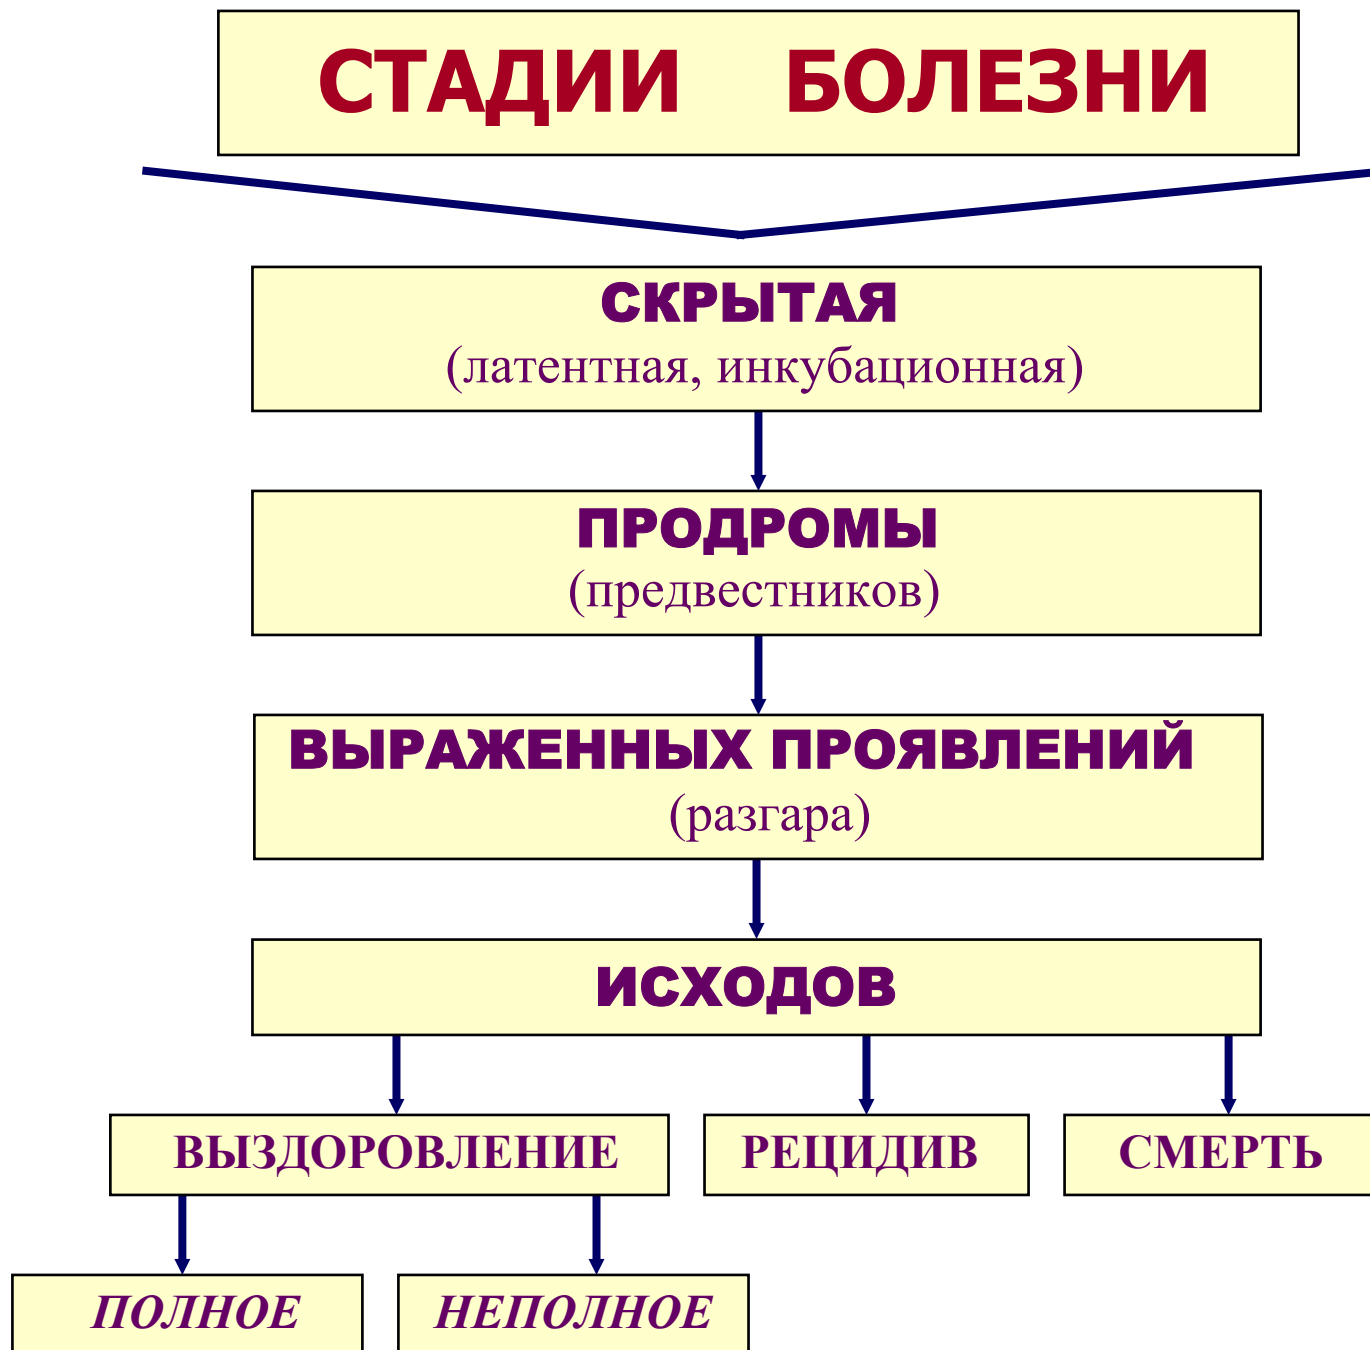 СТАДИИ БОЛЕЗНИ
СКРЫТАЯ
(латентная, инкубационная)
ПРОДРОМЫ
(предвестников)
ВЫРАЖЕННЫХ ПРОЯВЛЕНИЙ
(разгара)
ИСХОДОВ
ВЫЗДОРОВЛЕНИЕ
РЕЦИДИВ
СМЕРТЬ
ПОЛНОЕ
НЕПОЛНОЕ